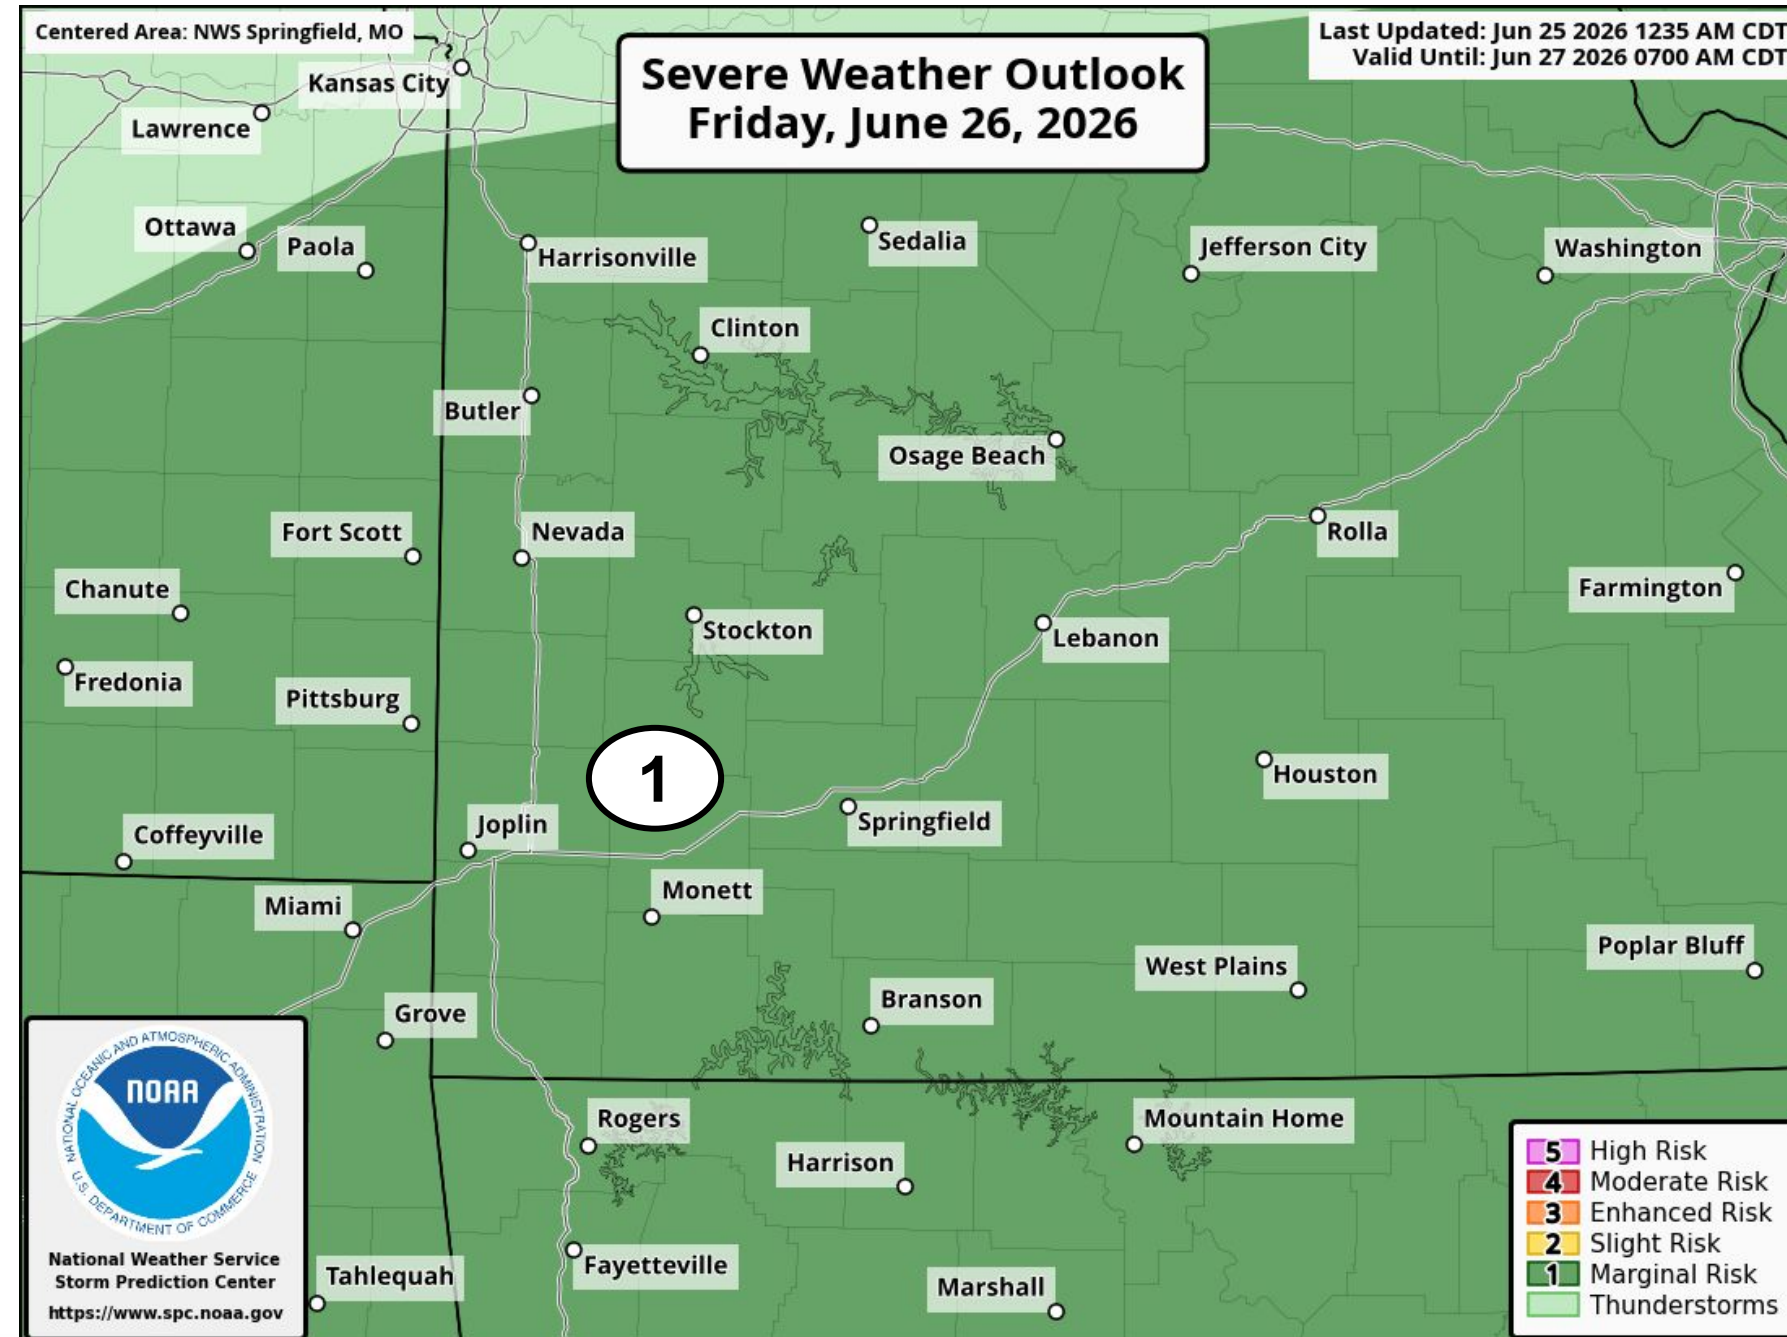 Centered Area: NWS Springfield, MO
Last Updated: Jun 25 2026 1235 AM CDT
Valid Until: Jun 27 2026 0700 AM CDT
Severe Weather Outlook
Friday, June 26, 2026
Kansas City
Lawrence
Ottawa
Paola
Harrisonville
Sedalia
Jefferson City
Washington
Clinton
Butler
Osage Beach
Fort Scott
Nevada
Rolla
Chanute
Farmington
Stockton
Lebanon
Fredonia
Pittsburg
1
Houston
Joplin
Springfield
Coffeyville
Miami
Monett
Poplar Bluff
West Plains
Branson
Grove
Rogers
Mountain Home
Harrison
Fayetteville
Tahlequah
Marshall
NATIONAL OCEANIC AND ATMOSPHERIC ADMINISTRATION
NOAA
U.S. DEPARTMENT OF COMMERCE
National Weather Service
Storm Prediction Center
https://www.spc.noaa.gov
5 High Risk
4 Moderate Risk
3 Enhanced Risk
2 Slight Risk
1 Marginal Risk
Thunderstorms